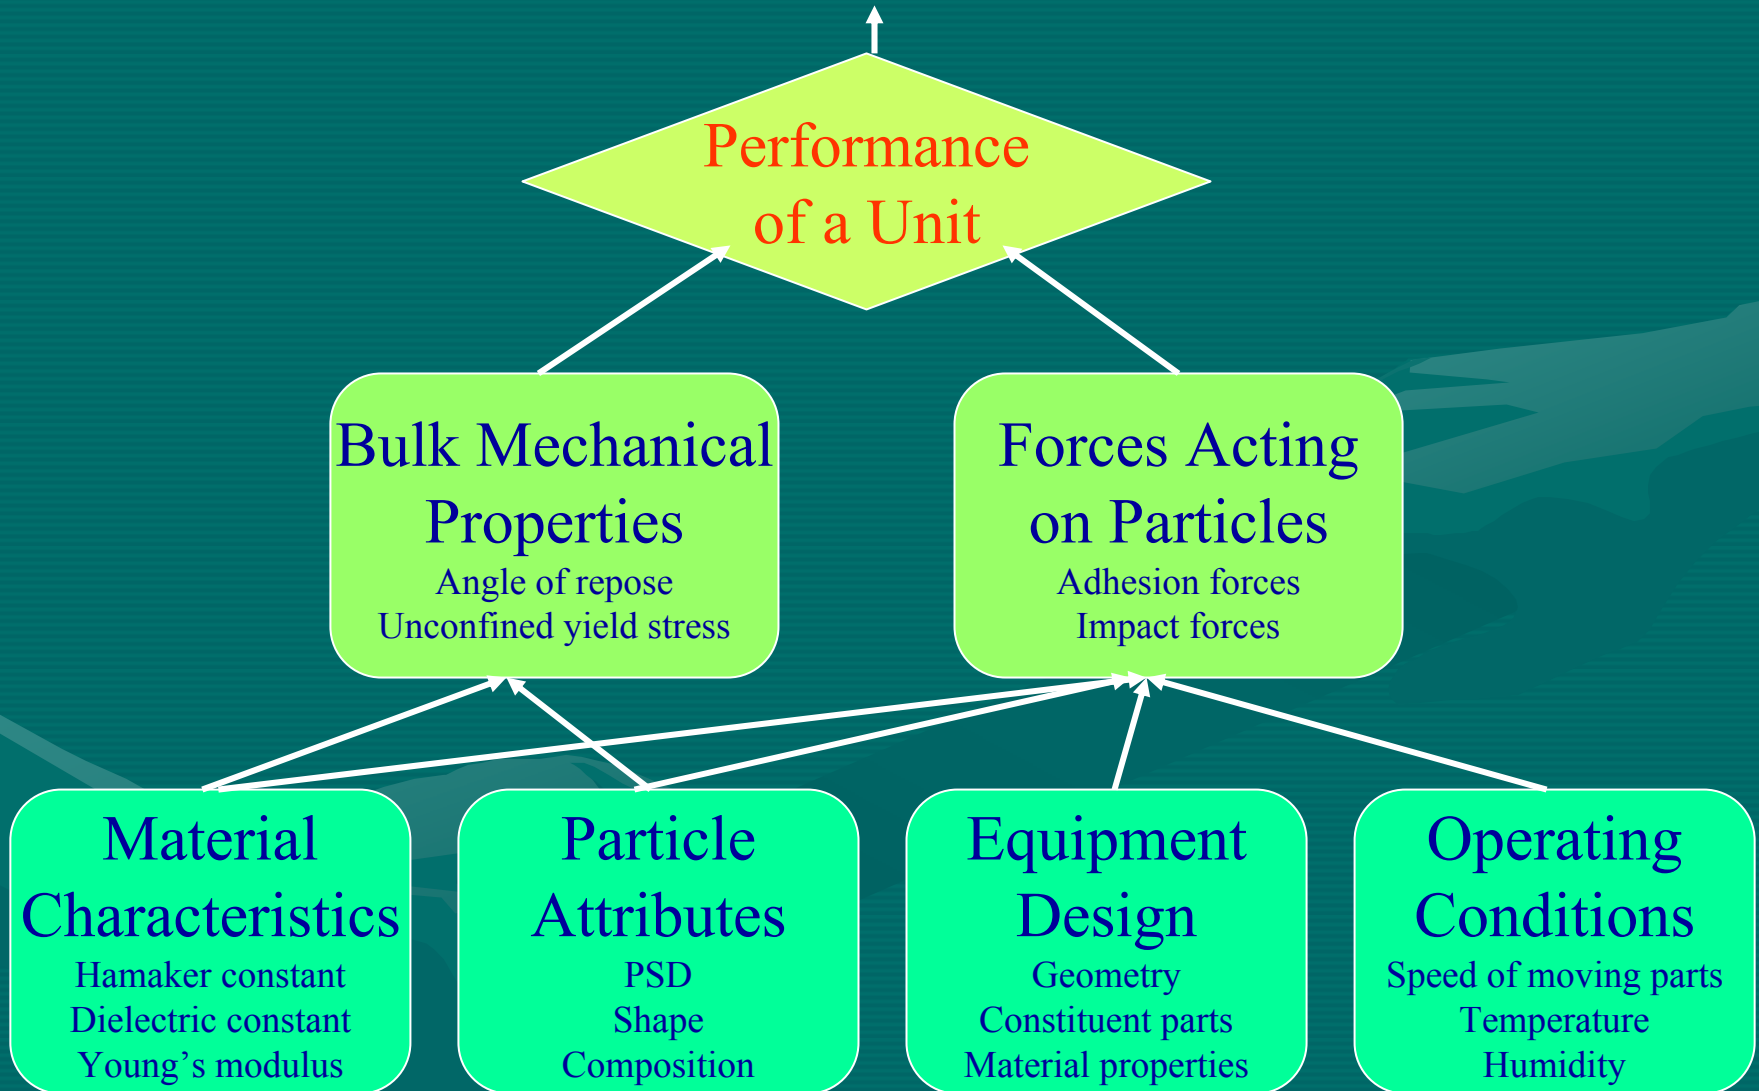 Performance
of a Unit
Bulk Mechanical
Properties
Angle of repose
Unconfined yield stress
Forces Acting
on Particles
Adhesion forces
Impact forces
Material
Characteristics
Hamaker constant
Dielectric constant
Young’s modulus
Particle
Attributes
PSD
Shape
Composition
Equipment
Design
Geometry
Constituent parts
Material properties
Operating
Conditions
Speed of moving parts
Temperature
Humidity